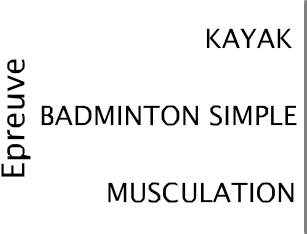 Epreuve
KAYAK
BADMINTON SIMPLE
MUSCULATION